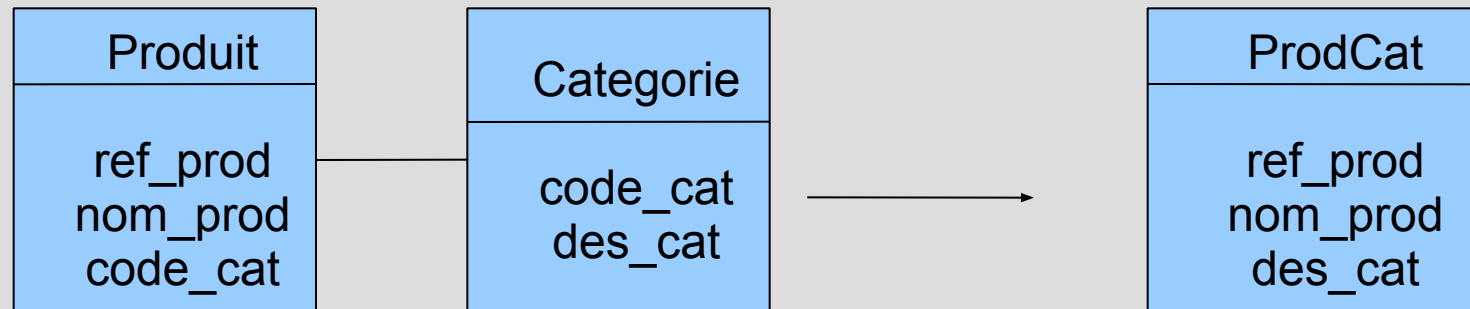 Produit
ref_prod
nom_prod
code_cat
Categorie
code_cat
des_cat
ProdCat
ref_prod
nom_prod
des_cat